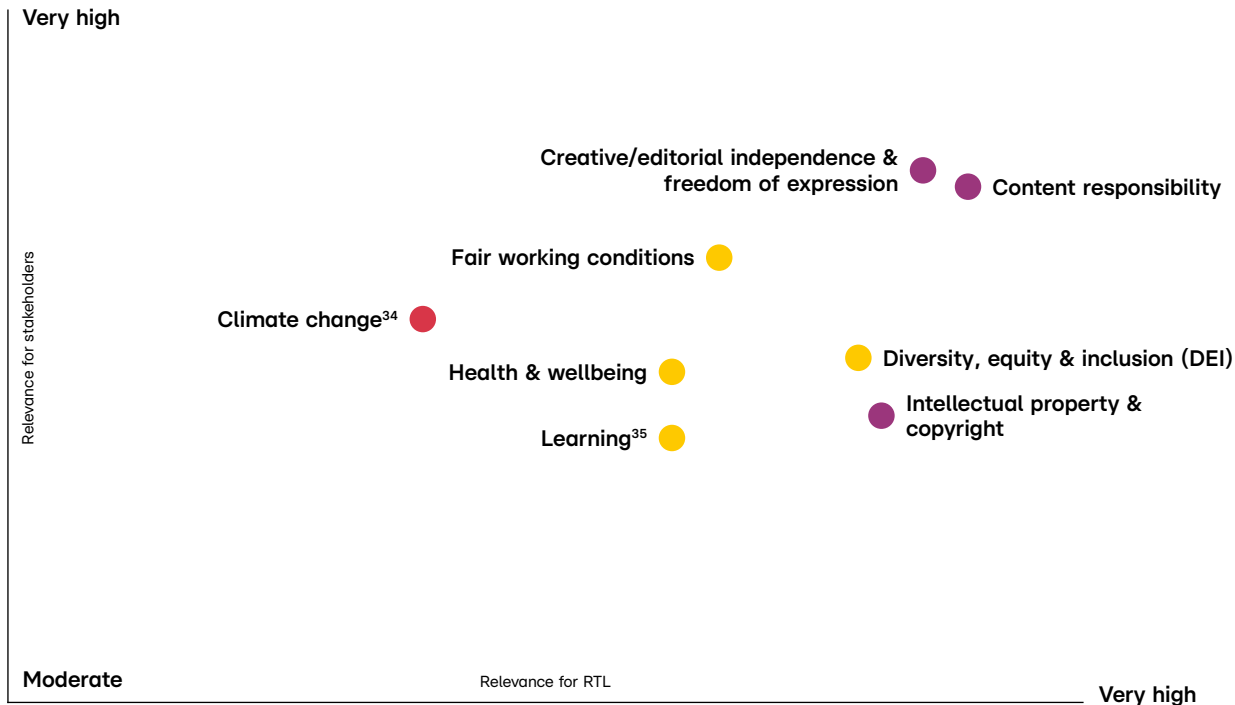 Very high
Creative/editorial independence &
freedom of expression
Content responsibility
Fair working conditions
Relevance for stakeholders
Climate change³⁴
Diversity, equity & inclusion (DEI)
Health & wellbeing
Intellectual property &
copyright
Learning³⁵
Moderate
Relevance for RTL
Very high